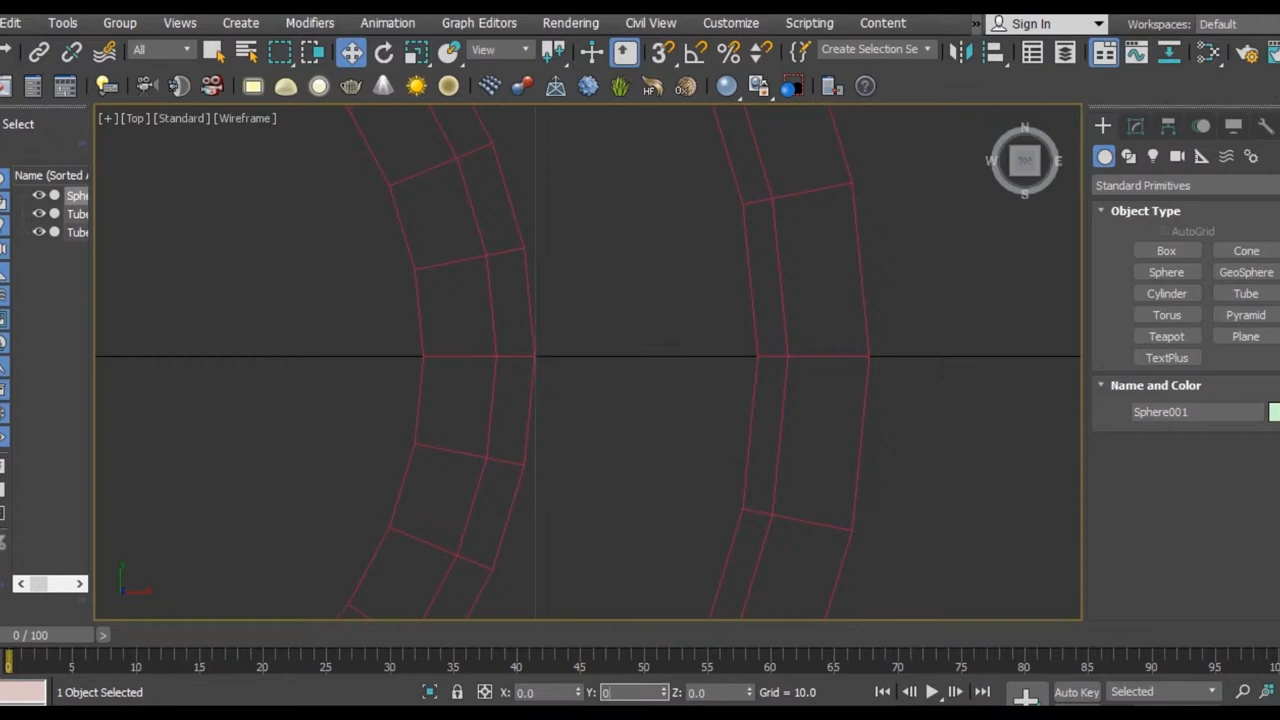 Edit Tools Group Views Create Modifiers Animation Graph Editors Rendering Civil View Customize Scripting Content » Sign In Workspaces: Default
All View Create Selection Se
HF
Select [+] [Top] [Standard] [Wireframe]
N
W TOP E
S
Name (Sorted A
Sphe
Tube
Tube
Standard Primitives
Object Type
AutoGrid
Box Cone
Sphere GeoSphere
Cylinder Tube
Torus Pyramid
Teapot Plane
TextPlus
Name and Color
Sphere001
0 / 100
0 5 10 15 20 25 30 35 40 45 50 55 60 65 70 75 80 85 90 95
1 Object Selected X: 0.0 Y: 0 Z: 0.0 Grid = 10.0 Auto Key Selected